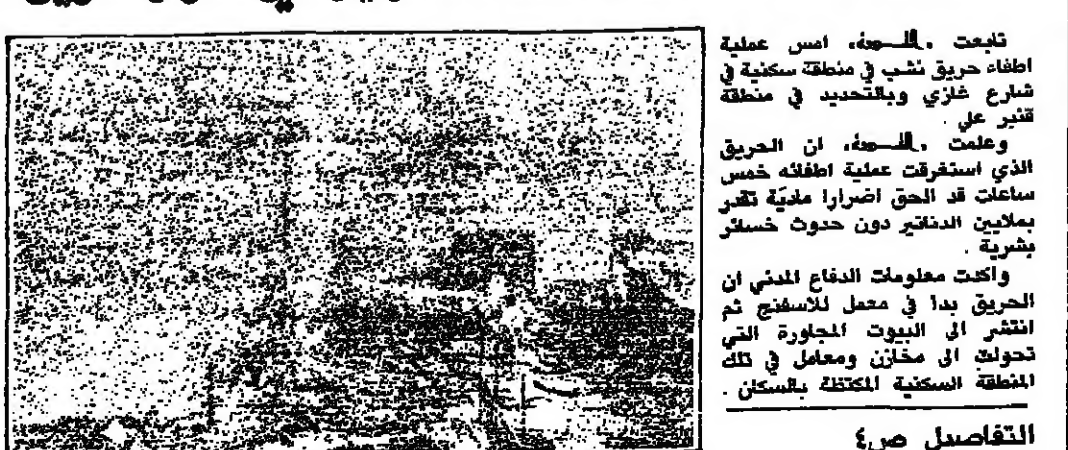 تابعت ، ، امس عملية
اطفاء حريق نشب في منطقة سكنية في
شارع غازي وبالتحديد في منطقة
قنبر علي .
وعلمت ، ، ان الحريق
الذي استغرقت عملية اطفائه خمس
ساعات قد الحق اضرارا مادية تقدر
بملايين الدنانير دون حدوث خسائر
بشرية .
واكدت معلومات الدفاع المدني ان
الحريق بدا في معمل للاسفنج ثم
انتشر الى البيوت المجاورة التي
تحولت الى مخازن ومعامل في تلك
المنطقة السكنية المكتظة بالسكان .
التفاصيل ص٤